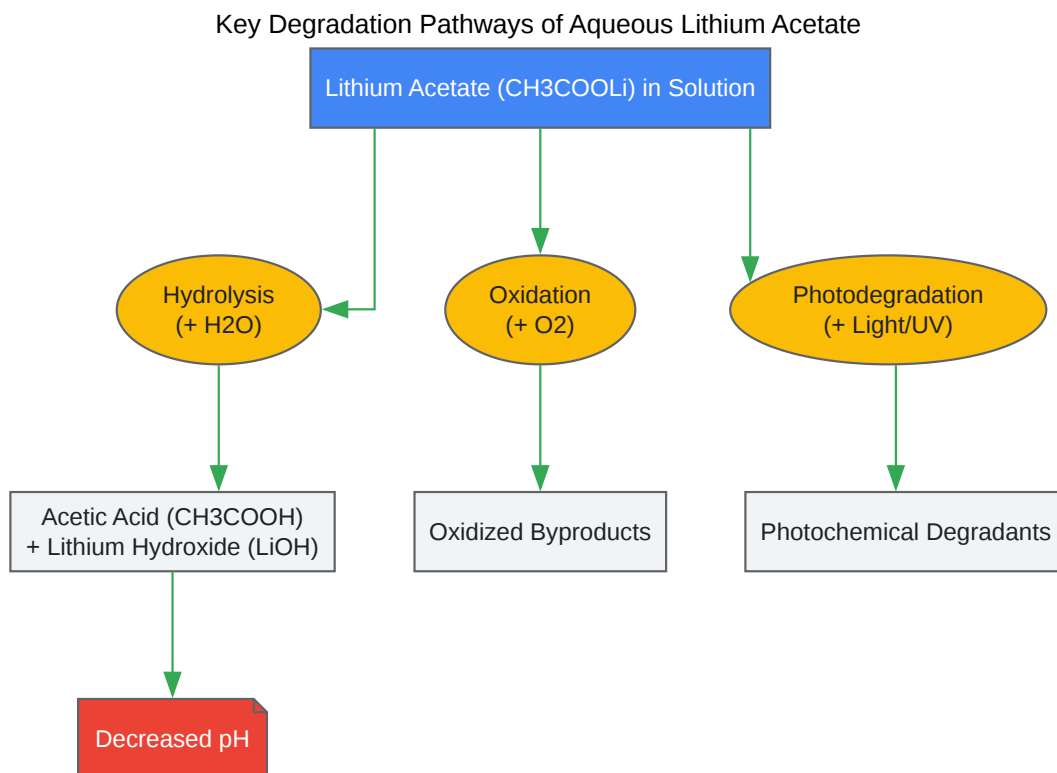 Key Degradation Pathways of Aqueous Lithium Acetate
Lithium Acetate (CH3COOLi) in Solution
Hydrolysis
(+ H2O)
Oxidation
(+ O2)
Photodegradation
(+ Light/UV)
Acetic Acid (CH3COOH)
+ Lithium Hydroxide (LiOH)
Oxidized Byproducts
Photochemical Degradants
Decreased pH